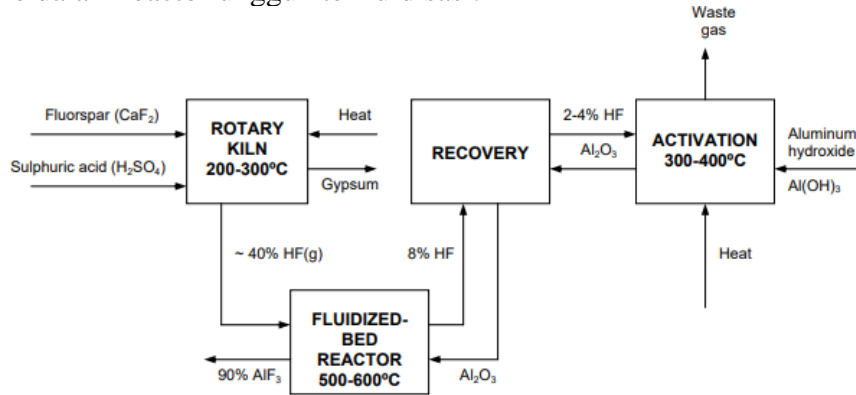 Waste
gas
Fluorspar (CaF₂)
Sulphuric acid (H₂SO₄)
ROTARY
KILN
200-300ºC
Heat
Gypsum
RECOVERY
2-4% HF
Al₂O₃
ACTIVATION
300-400ºC
Aluminum
hydroxide
Al(OH)₃
~ 40% HF(g)
8% HF
Heat
FLUIDIZED-
BED
REACTOR
500-600ºC
90% AlF₃
Al₂O₃